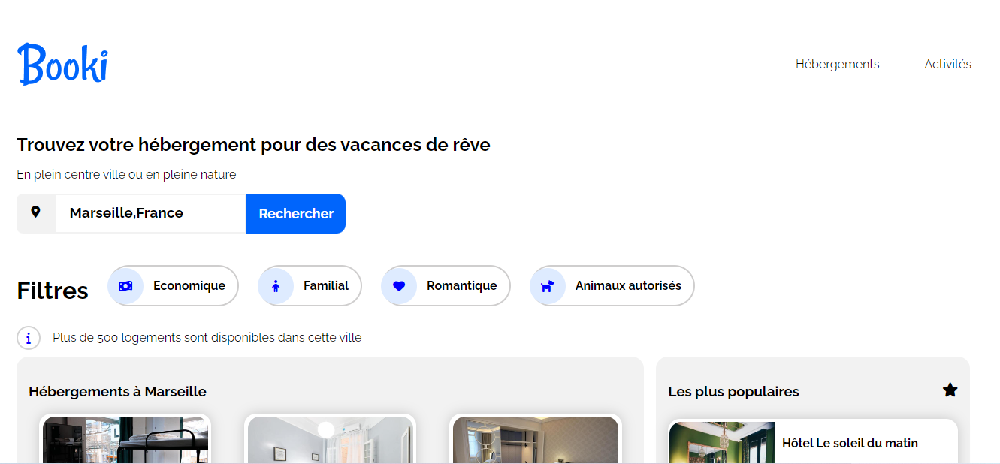 Booki
Hébergements
Activités
Trouvez votre hébergement pour des vacances de rêve
En plein centre ville ou en pleine nature
Marseille,France
Rechercher
Filtres
Economique
Familial
Romantique
Animaux autorisés
i
Plus de 500 logements sont disponibles dans cette ville
Hébergements à Marseille
Les plus populaires
Hôtel Le soleil du matin